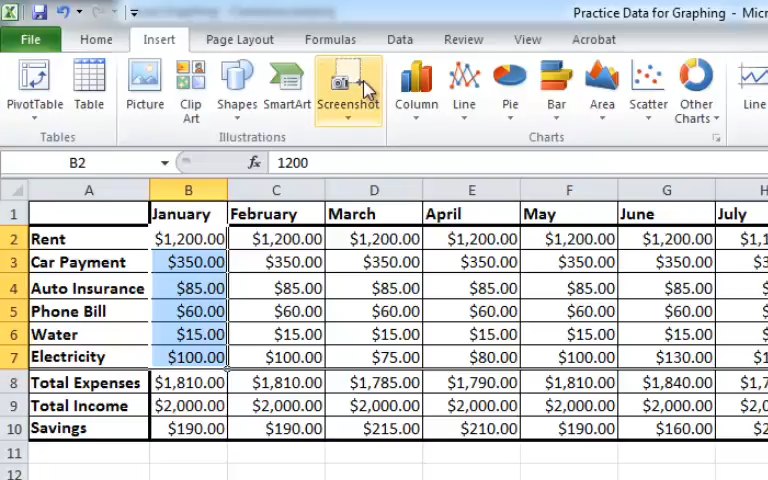 Practice Data for Graphing - Micr
File Home Insert Page Layout Formulas Data Review View Acrobat
PivotTable Table Picture Clip Art Shapes SmartArt Screenshot Column Line Pie Bar Area Scatter Other Charts Line
Tables Illustrations Charts
B2 fx 1200
A B C D E F G H
1 January February March April May June July
2 Rent $1,200.00 $1,200.00 $1,200.00 $1,200.00 $1,200.00 $1,200.00 $1,1
3 Car Payment $350.00 $350.00 $350.00 $350.00 $350.00 $350.00 $3
4 Auto Insurance $85.00 $85.00 $85.00 $85.00 $85.00 $85.00 $
5 Phone Bill $60.00 $60.00 $60.00 $60.00 $60.00 $60.00 $
6 Water $15.00 $15.00 $15.00 $15.00 $15.00 $15.00 $
7 Electricity $100.00 $100.00 $75.00 $80.00 $100.00 $130.00 $1
8 Total Expenses $1,810.00 $1,810.00 $1,785.00 $1,790.00 $1,810.00 $1,840.00 $1,7
9 Total Income $2,000.00 $2,000.00 $2,000.00 $2,000.00 $2,000.00 $2,000.00 $2,0
10 Savings $190.00 $190.00 $215.00 $210.00 $190.00 $160.00 $2
11
12